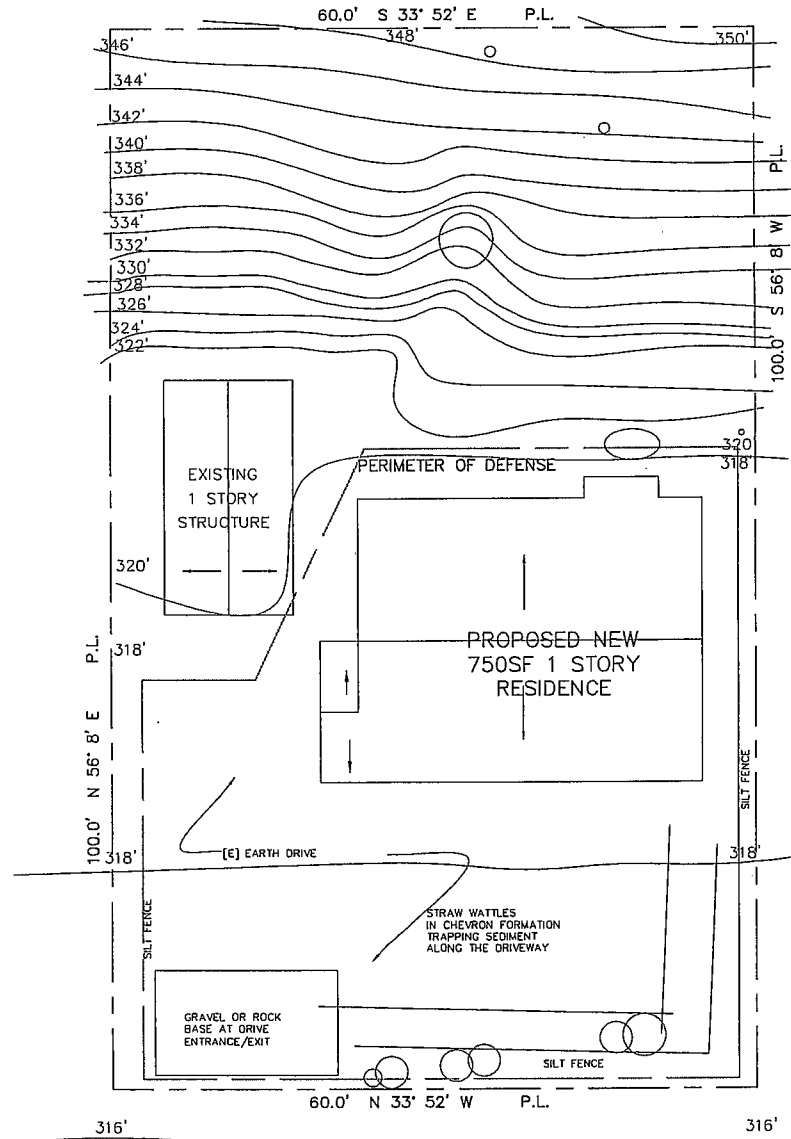 60.0' S 33° 52' E P.L.
348'
350'
346'
344'
342'
340'
338'
336'
334'
332'
330'
328'
326'
324'
322'
100.0' S 56° 8' W P.L.
320
318'
PERIMETER OF DEFENSE
EXISTING
1 STORY
STRUCTURE
320'
318'
PROPOSED NEW
750SF 1 STORY
RESIDENCE
100.0' N 56° 8' E P.L.
SILT FENCE
[E] EARTH DRIVE
318'
318'
STRAW WATTLES
IN CHEVRON FORMATION
TRAPPING SEDIMENT
ALONG THE DRIVEWAY
SILT FENCE
GRAVEL OR ROCK
BASE AT DRIVE
ENTRANCE/EXIT
SILT FENCE
60.0' N 33° 52' W P.L.
316'
316'